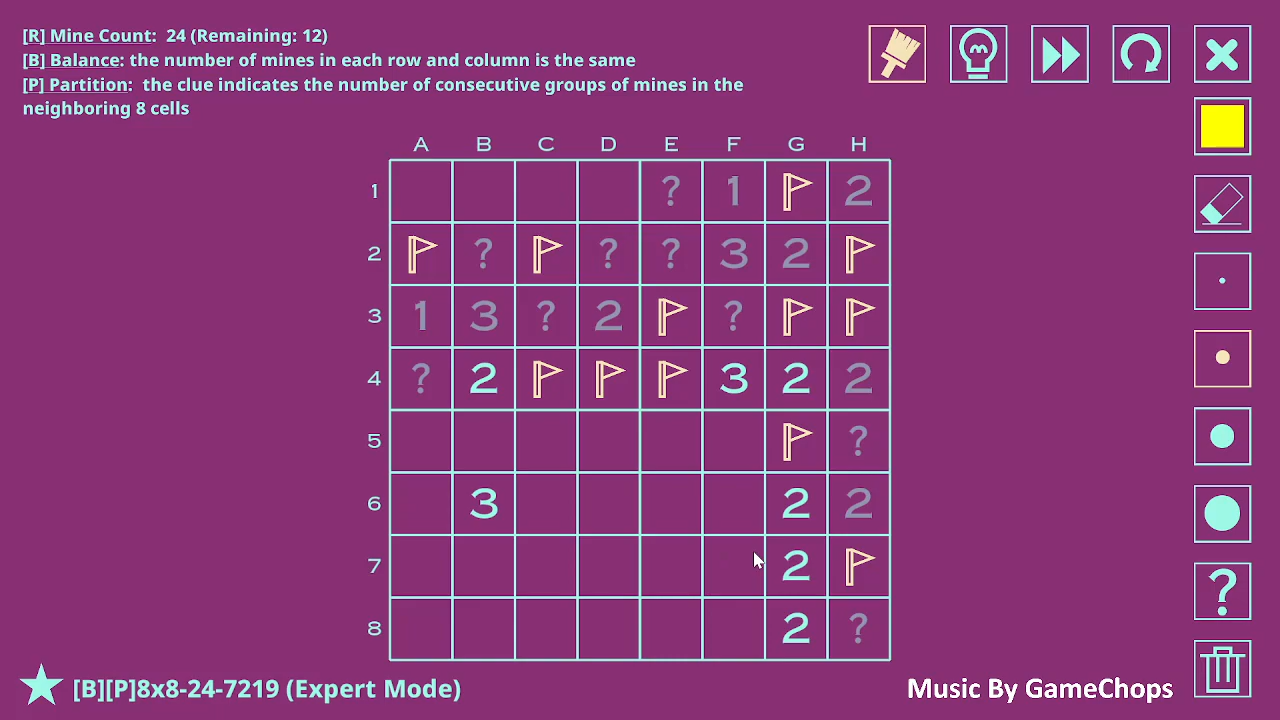 [R] Mine Count:  24 (Remaining: 12)
[B] Balance: the number of mines in each row and column is the same
[P] Partition:  the clue indicates the number of consecutive groups of mines in the
neighboring 8 cells
A B C D E F G H
1 ? 1 2
2 ? ? ? 3 2
3 1 3 ? 2 ?
4 ? 2 3 2 2
5 ?
6 3 2 2
7 2
8 2 ?
?
[B][P]8x8-24-7219 (Expert Mode)
Music By GameChops